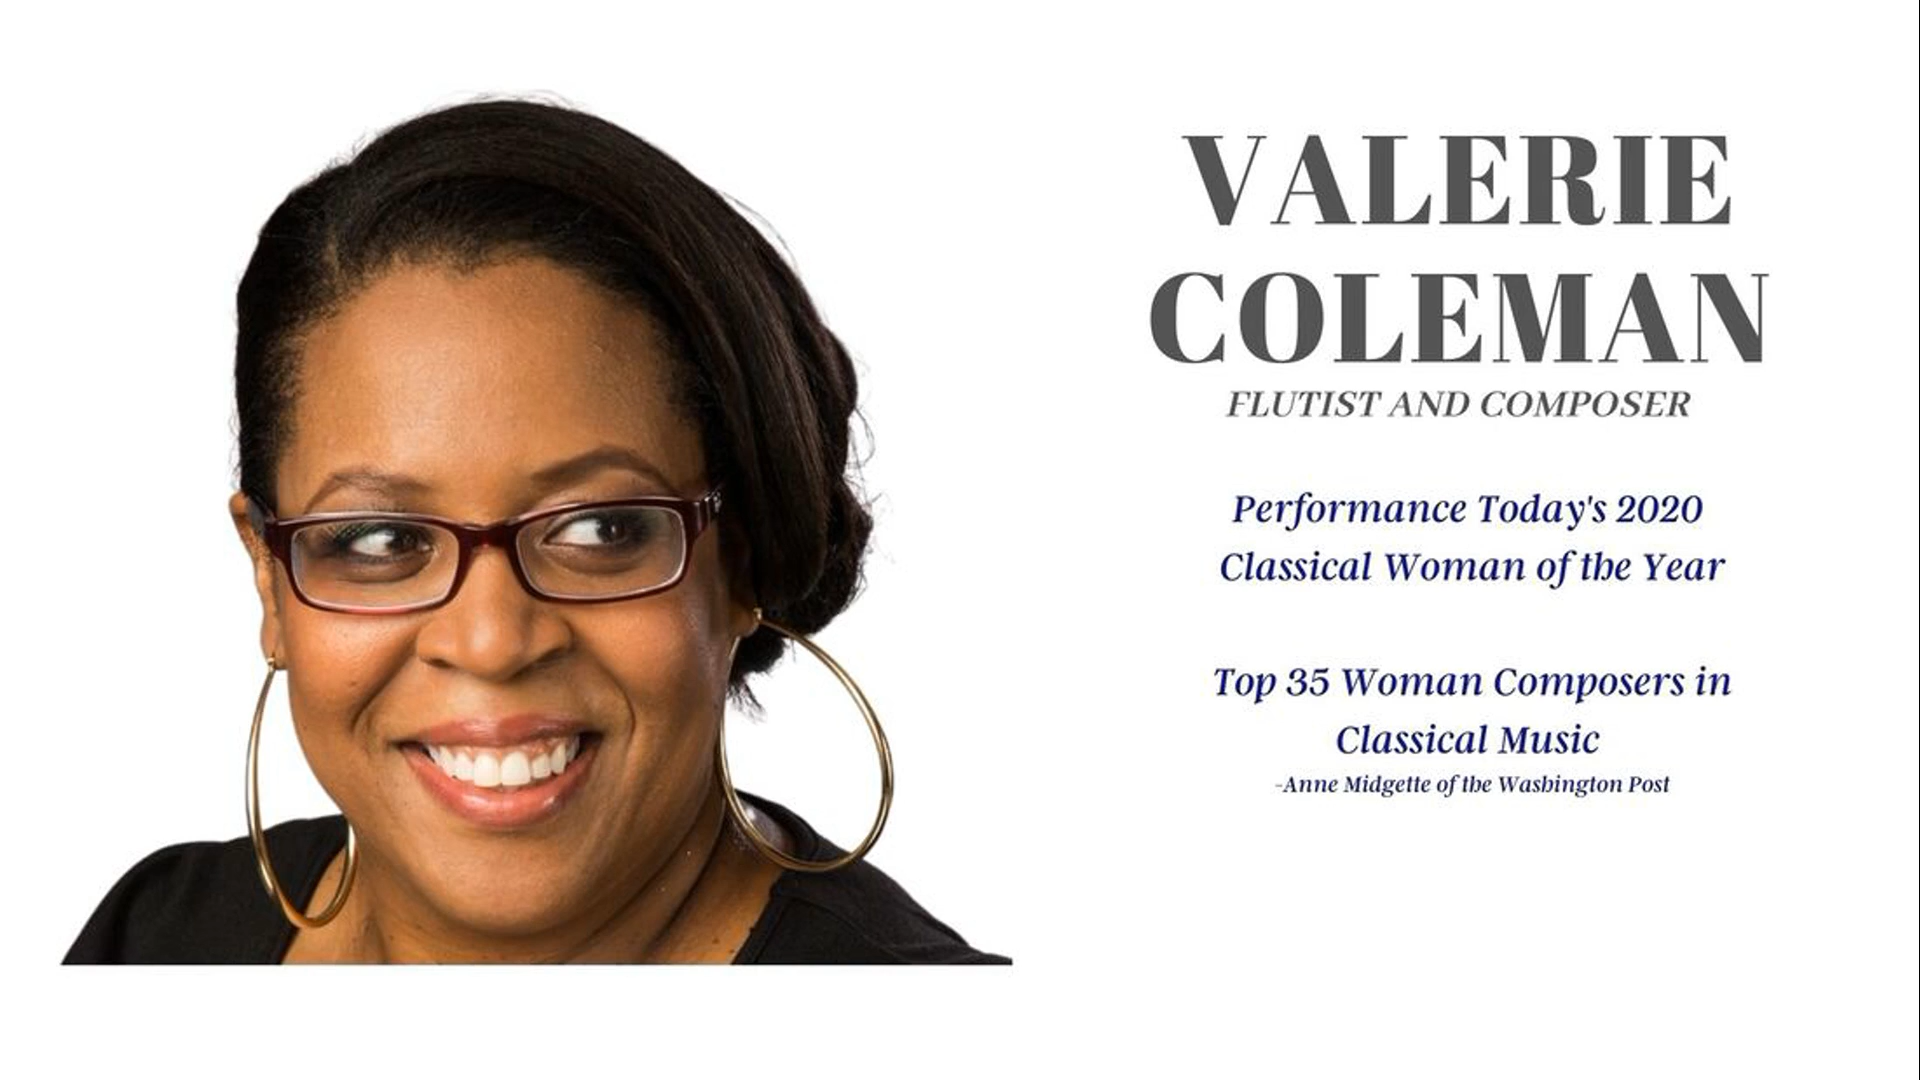 VALERIE
COLEMAN
FLUTIST AND COMPOSER
Performance Today's 2020
Classical Woman of the Year
Top 35 Woman Composers in
Classical Music
-Anne Midgette of the Washington Post